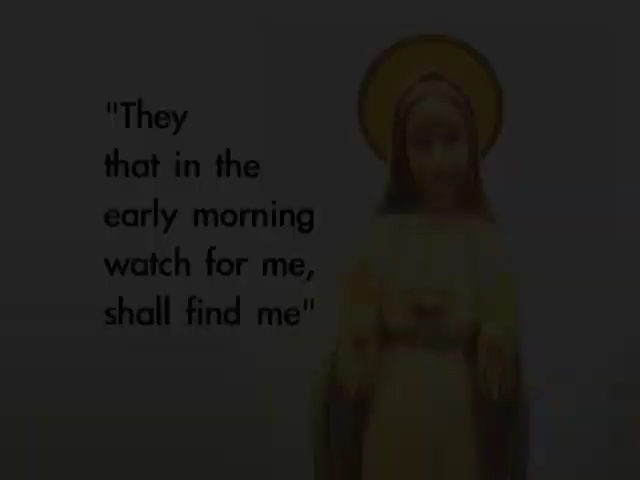 "They
that in the
early morning
watch for me,
shall find me"